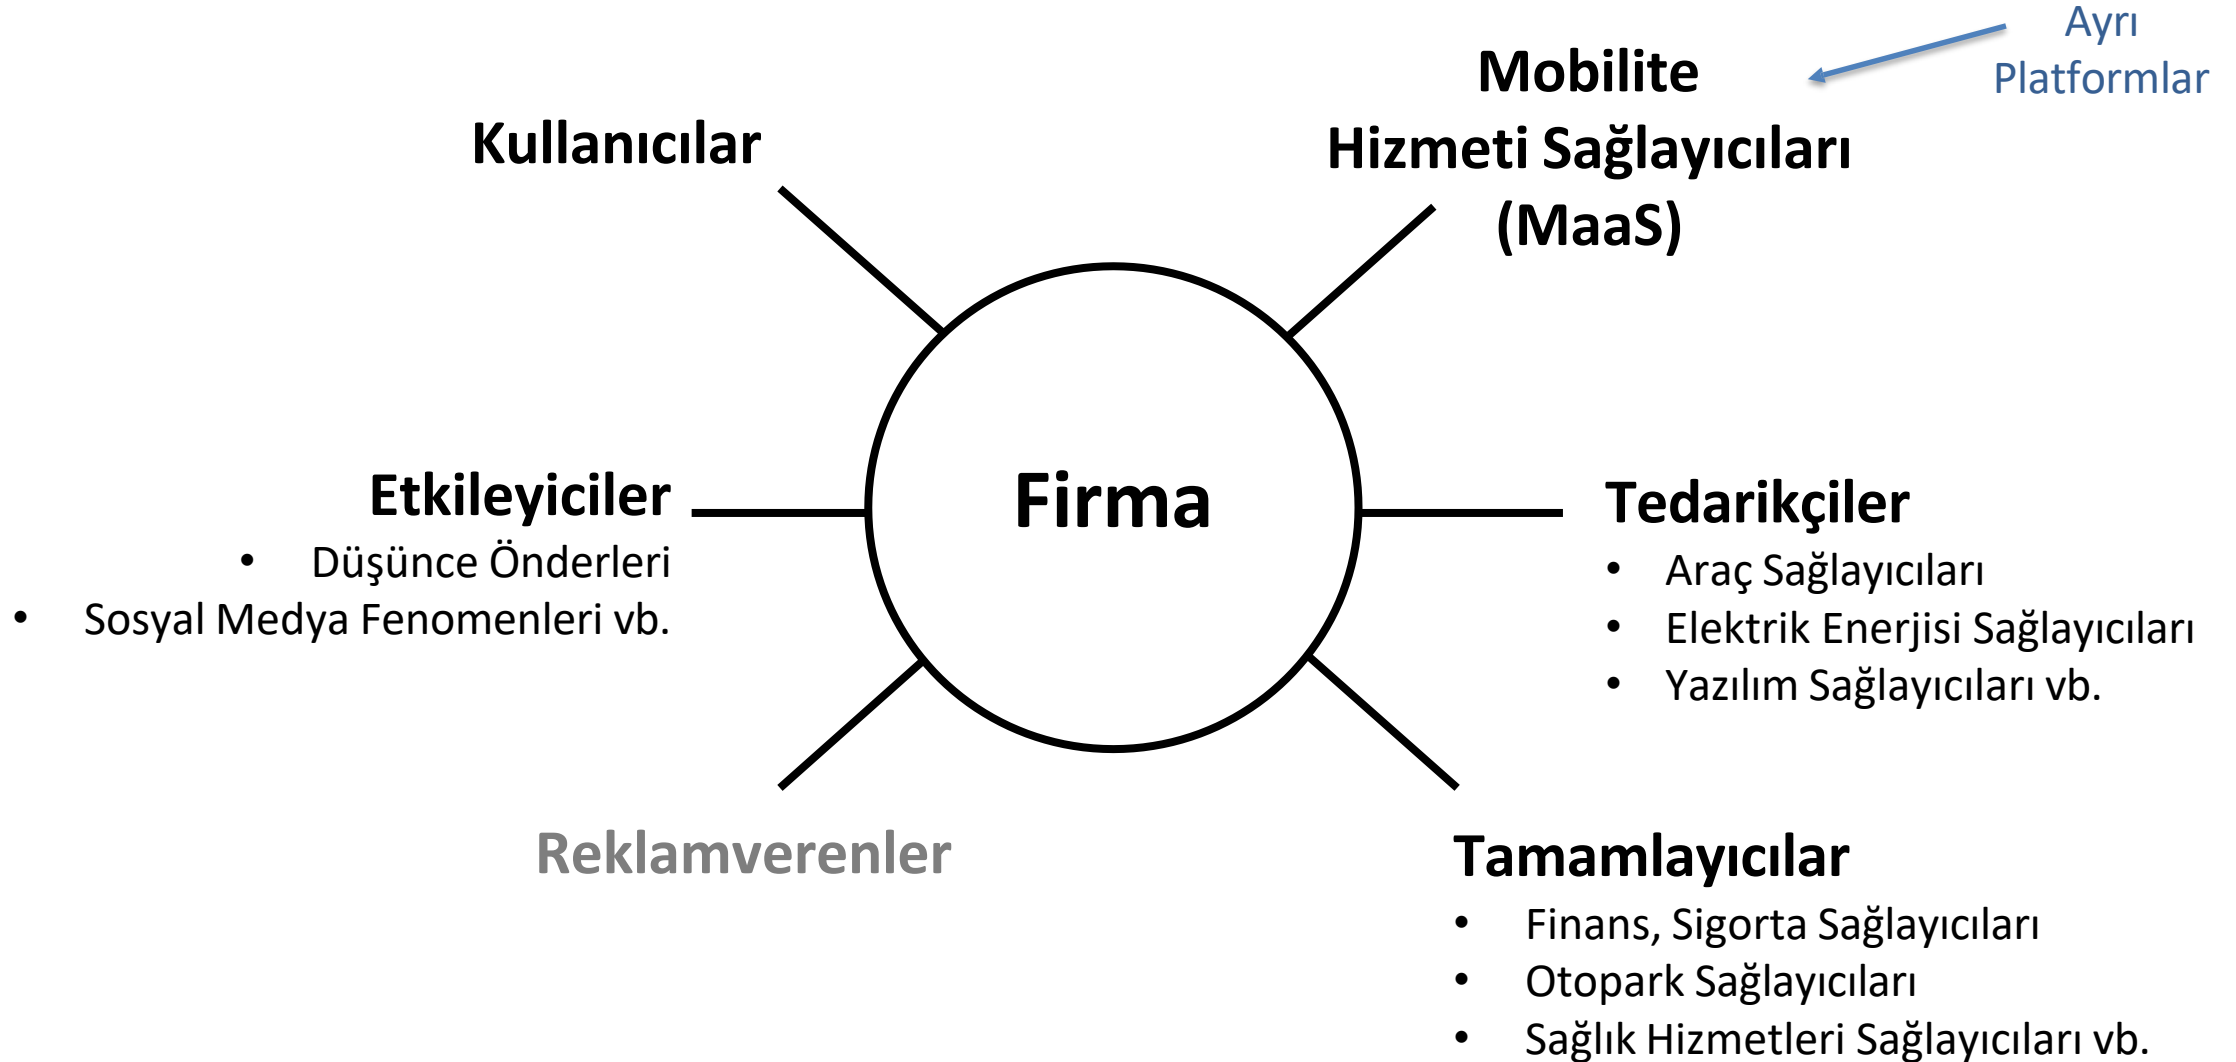 Ayrı
Platformlar
Mobilite
Hizmeti Sağlayıcıları
(MaaS)
Kullanıcılar
Firma
Etkileyiciler
• Düşünce Önderleri
• Sosyal Medya Fenomenleri vb.
Tedarikçiler
• Araç Sağlayıcıları
• Elektrik Enerjisi Sağlayıcıları
• Yazılım Sağlayıcıları vb.
Reklamverenler
Tamamlayıcılar
• Finans, Sigorta Sağlayıcıları
• Otopark Sağlayıcıları
• Sağlık Hizmetleri Sağlayıcıları vb.